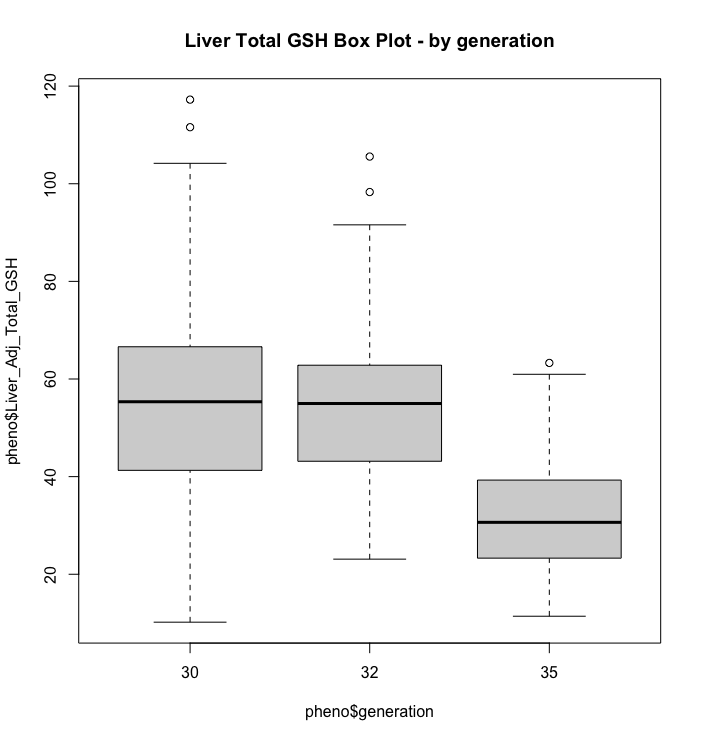 Liver Total GSH Box Plot - by generation
pheno$Liver_Adj_Total_GSH
120
100
80
60
40
20
30 32 35
pheno$generation